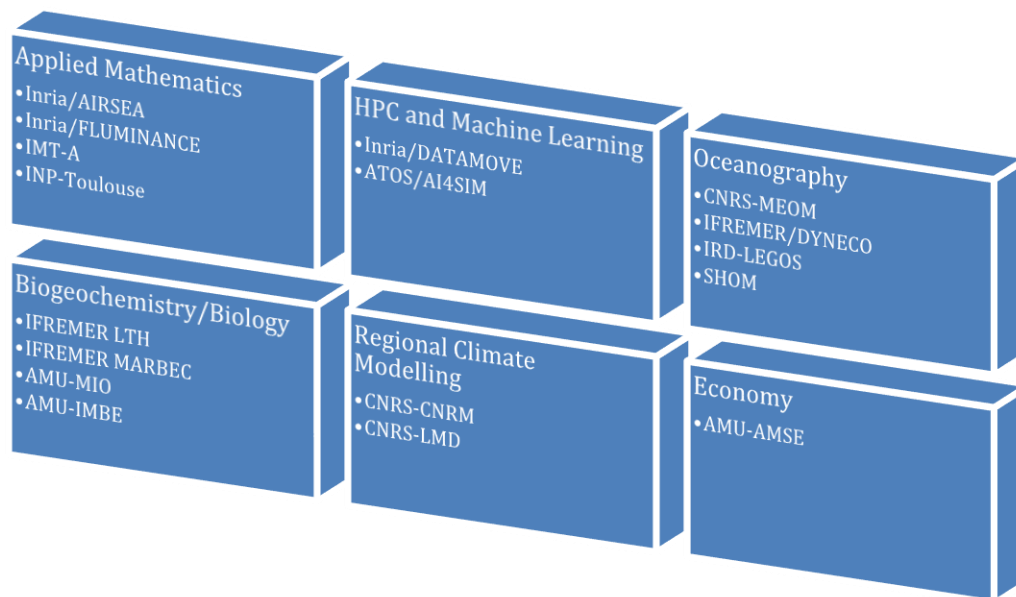 Applied Mathematics
•Inria/AIRSEA
•Inria/FLUMINANCE
•IMT-A
•INP-Toulouse
HPC and Machine Learning
•Inria/DATAMOVE
•ATOS/AI4SIM
Oceanography
•CNRS-MEOM
•IFREMER/DYNECO
•IRD-LEGOS
•SHOM
Biogeochemistry/Biology
•IFREMER LTH
•IFREMER MARBEC
•AMU-MIO
•AMU-IMBE
Regional Climate
Modelling
•CNRS-CNRM
•CNRS-LMD
Economy
•AMU-AMSE